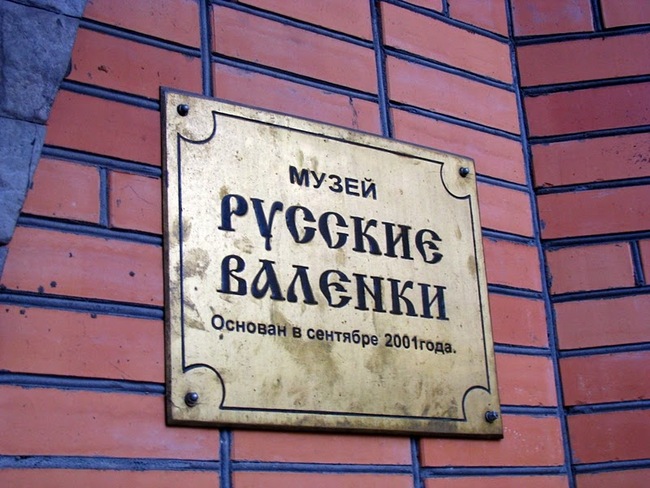 МУЗЕЙ
РУССКИЕ
ВАЛЕНКИ
Основан в сентябре 2001года.